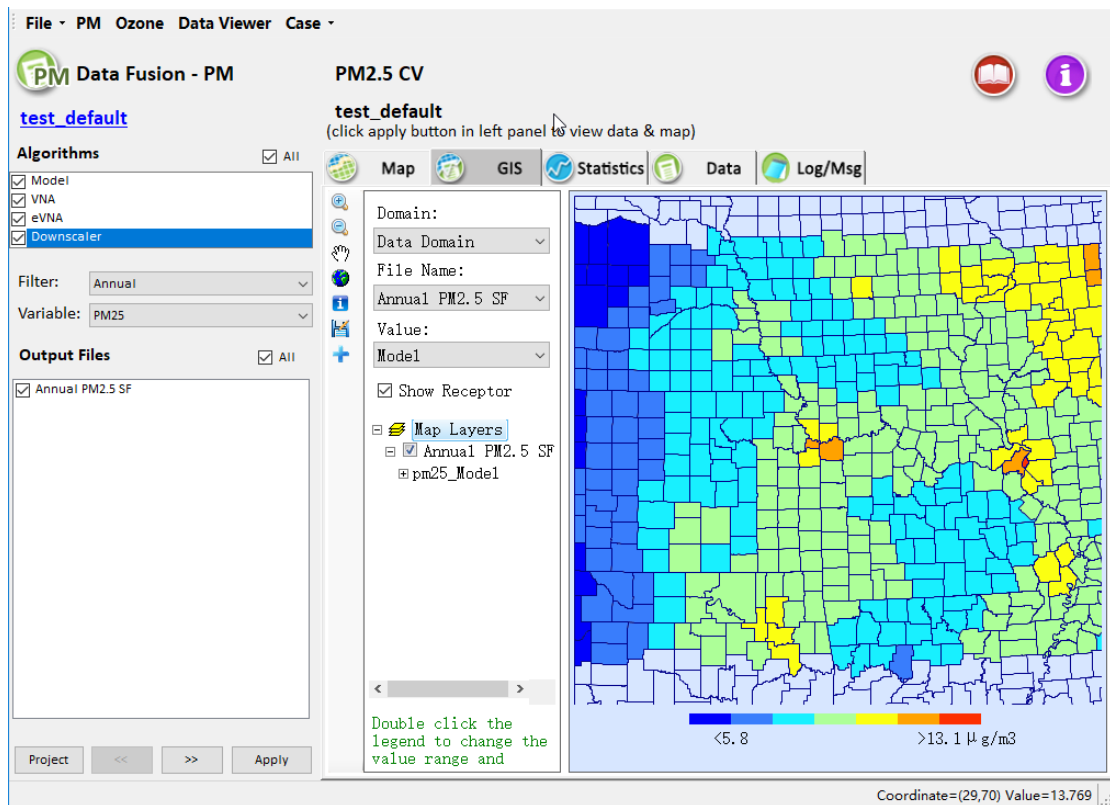 File PM Ozone Data Viewer Case
PM Data Fusion - PM
test_default
Algorithms All
Model
VNA
eVNA
Downscaler
Filter: Annual
Variable: PM25
Output Files All
Annual PM2.5 SF
Project << >> Apply
PM2.5 CV
test_default
(click apply button in left panel to view data & map)
Map GIS Statistics Data Log/Msg
Domain:
Data Domain
File Name:
Annual PM2.5 SF
Value:
Model
Show Receptor
Map Layers
Annual PM2.5 SF
pm25_Model
Double click the
legend to change the
value range and
<5.8 >13.1μg/m3
Coordinate=(29,70) Value=13.769